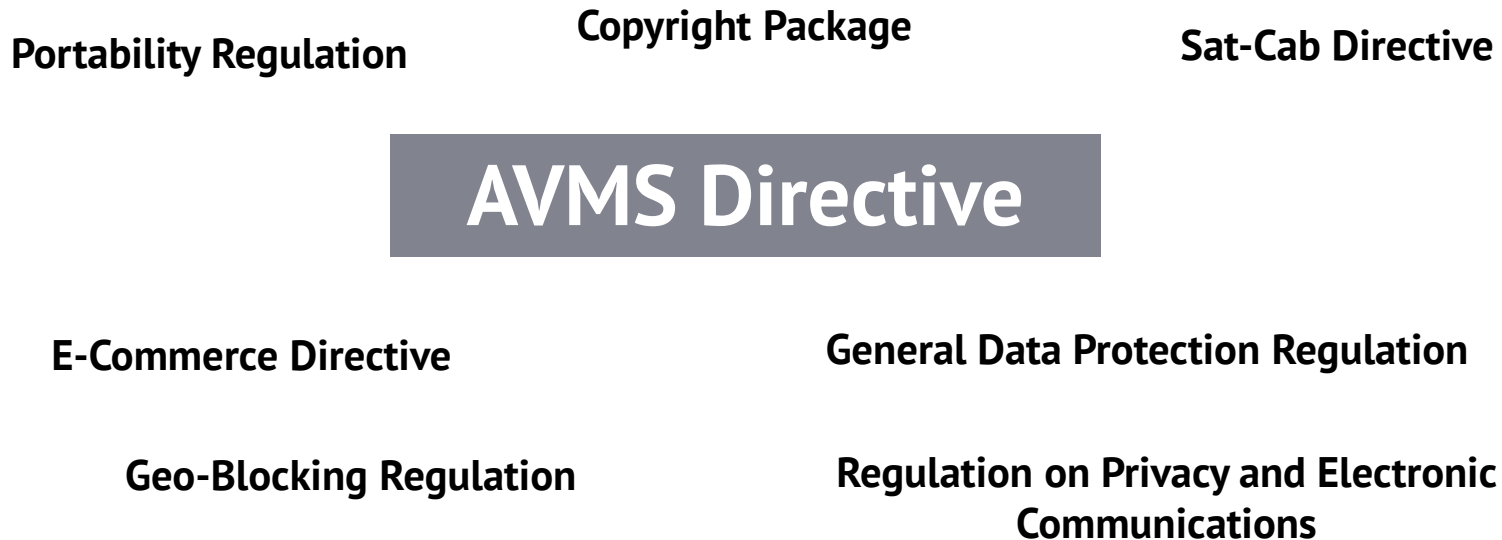 Portability Regulation
Copyright Package
Sat-Cab Directive
AVMS Directive
E-Commerce Directive
General Data Protection Regulation
Geo-Blocking Regulation
Regulation on Privacy and Electronic
Communications